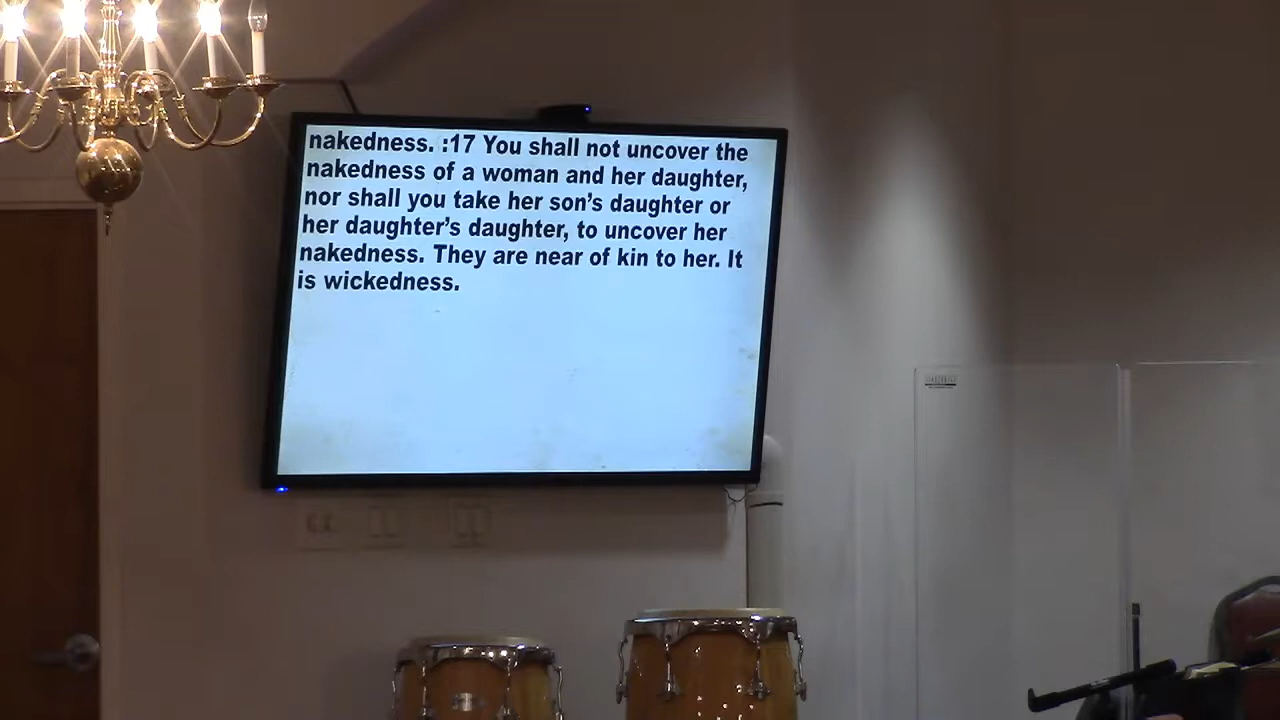 nakedness. :17 You shall not uncover the
nakedness of a woman and her daughter,
nor shall you take her son’s daughter or
her daughter’s daughter, to uncover her
nakedness. They are near of kin to her. It
is wickedness.